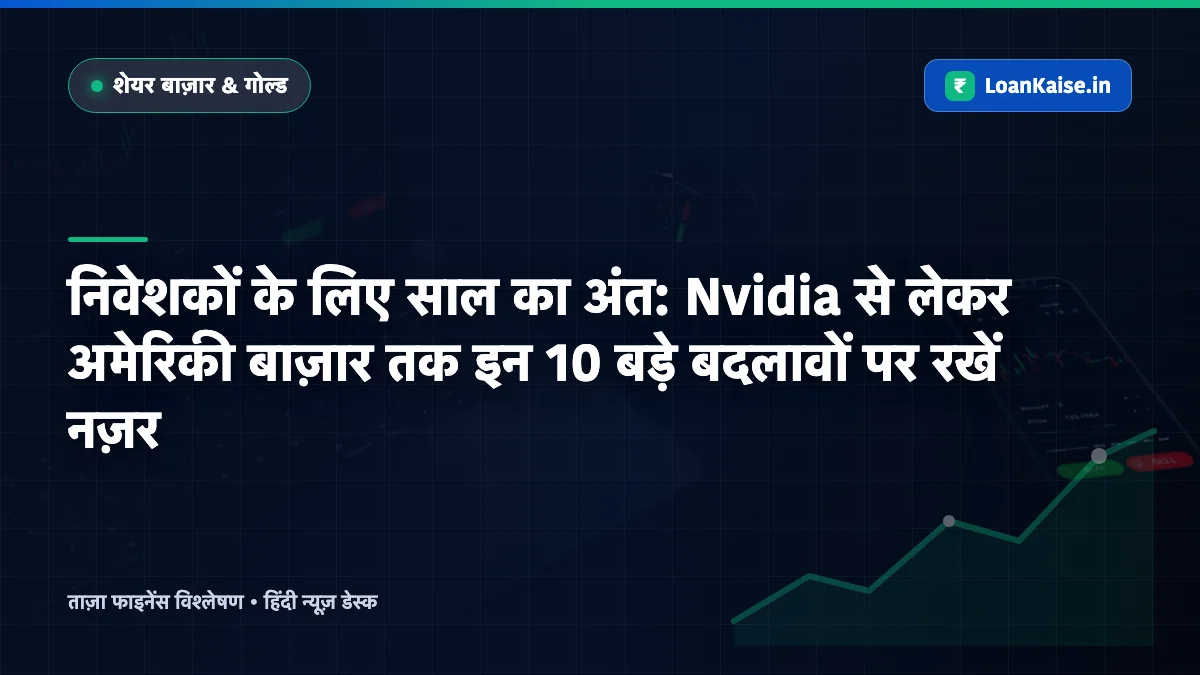 शेयर बाज़ार & गोल्ड
₹ LoanKaise.in
निवेशकों के लिए साल का अंत: Nvidia से लेकर
अमेरिकी बाज़ार तक इन 10 बड़े बदलावों पर रखें
नज़र
ताज़ा फाइनेंस विश्लेषण • हिंदी न्यूज़ डेस्क